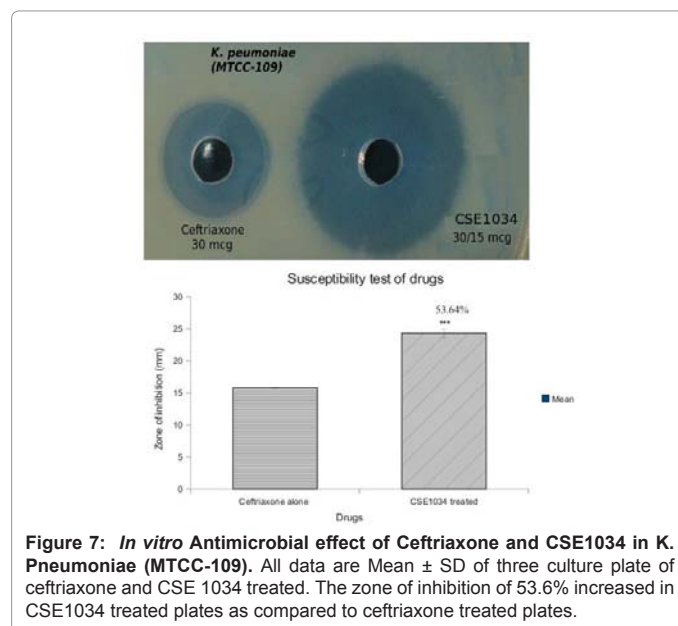 K. peumoniae
(MTCC-109)
Ceftriaxone
30 mcg
CSE1034
30/15 mcg
Susceptibility test of drugs
30
25
20
15
10
5
0
Zone of inhibition (mm)
53.64%
***
Mean
Ceftriaxone alone
CSE1034 treated
Drugs
Figure 7: In vitro Antimicrobial effect of Ceftriaxone and CSE1034 in K.
Pneumoniae (MTCC-109). All data are Mean ± SD of three culture plate of
ceftriaxone and CSE 1034 treated. The zone of inhibition of 53.6% increased in
CSE1034 treated plates as compared to ceftriaxone treated plates.